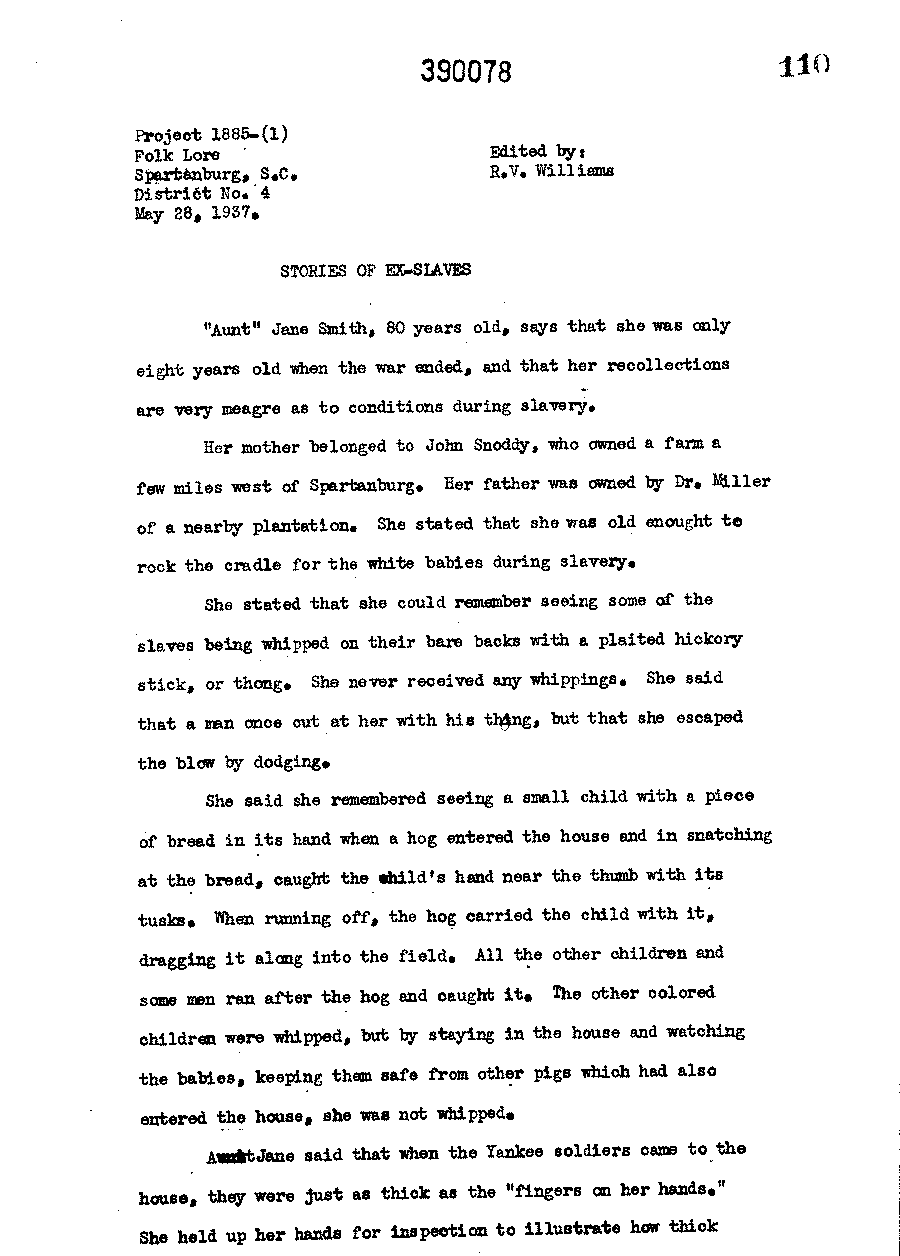 390078
110
Project 1885-(1)
Folk Lore
Spartanburg, S.C.
District No. 4
May 28, 1937.
Edited by:
R.V. Williams
STORIES OF EX-SLAVES
"Aunt" Jane Smith, 80 years old, says that she was only
eight years old when the war ended, and that her recollections
are very meagre as to conditions during slavery.
Her mother belonged to John Snoddy, who owned a farm a
few miles west of Spartanburg. Her father was owned by Dr. Miller
of a nearby plantation. She stated that she was old enought to
rock the cradle for the white babies during slavery.
She stated that she could remember seeing some of the
slaves being whipped on their bare backs with a plaited hickory
stick, or thong. She never received any whippings. She said
that a man once cut at her with his thong, but that she escaped
the blow by dodging.
She said she remembered seeing a small child with a piece
of bread in its hand when a hog entered the house and in snatching
at the bread, caught the child's hand near the thumb with its
tusks. When running off, the hog carried the child with it,
dragging it along into the field. All the other children and
some men ran after the hog and caught it. The other colored
children were whipped, but by staying in the house and watching
the babies, keeping them safe from other pigs which had also
entered the house, she was not whipped.
Aunt Jane said that when the Yankee soldiers came to the
house, they were just as thick as the "fingers on her hands."
She held up her hands for inspection to illustrate how thick